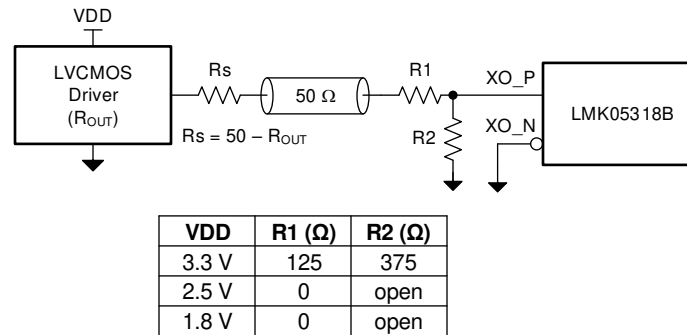 VDD
LVCMOS
Driver
(ROUT)
Rs
50 Ω
R1
XO_P
LMK05318B
R2
XO_N
Rs = 50 – ROUT
VDD R1 (Ω) R2 (Ω)
3.3 V 125 375
2.5 V 0 open
1.8 V 0 open